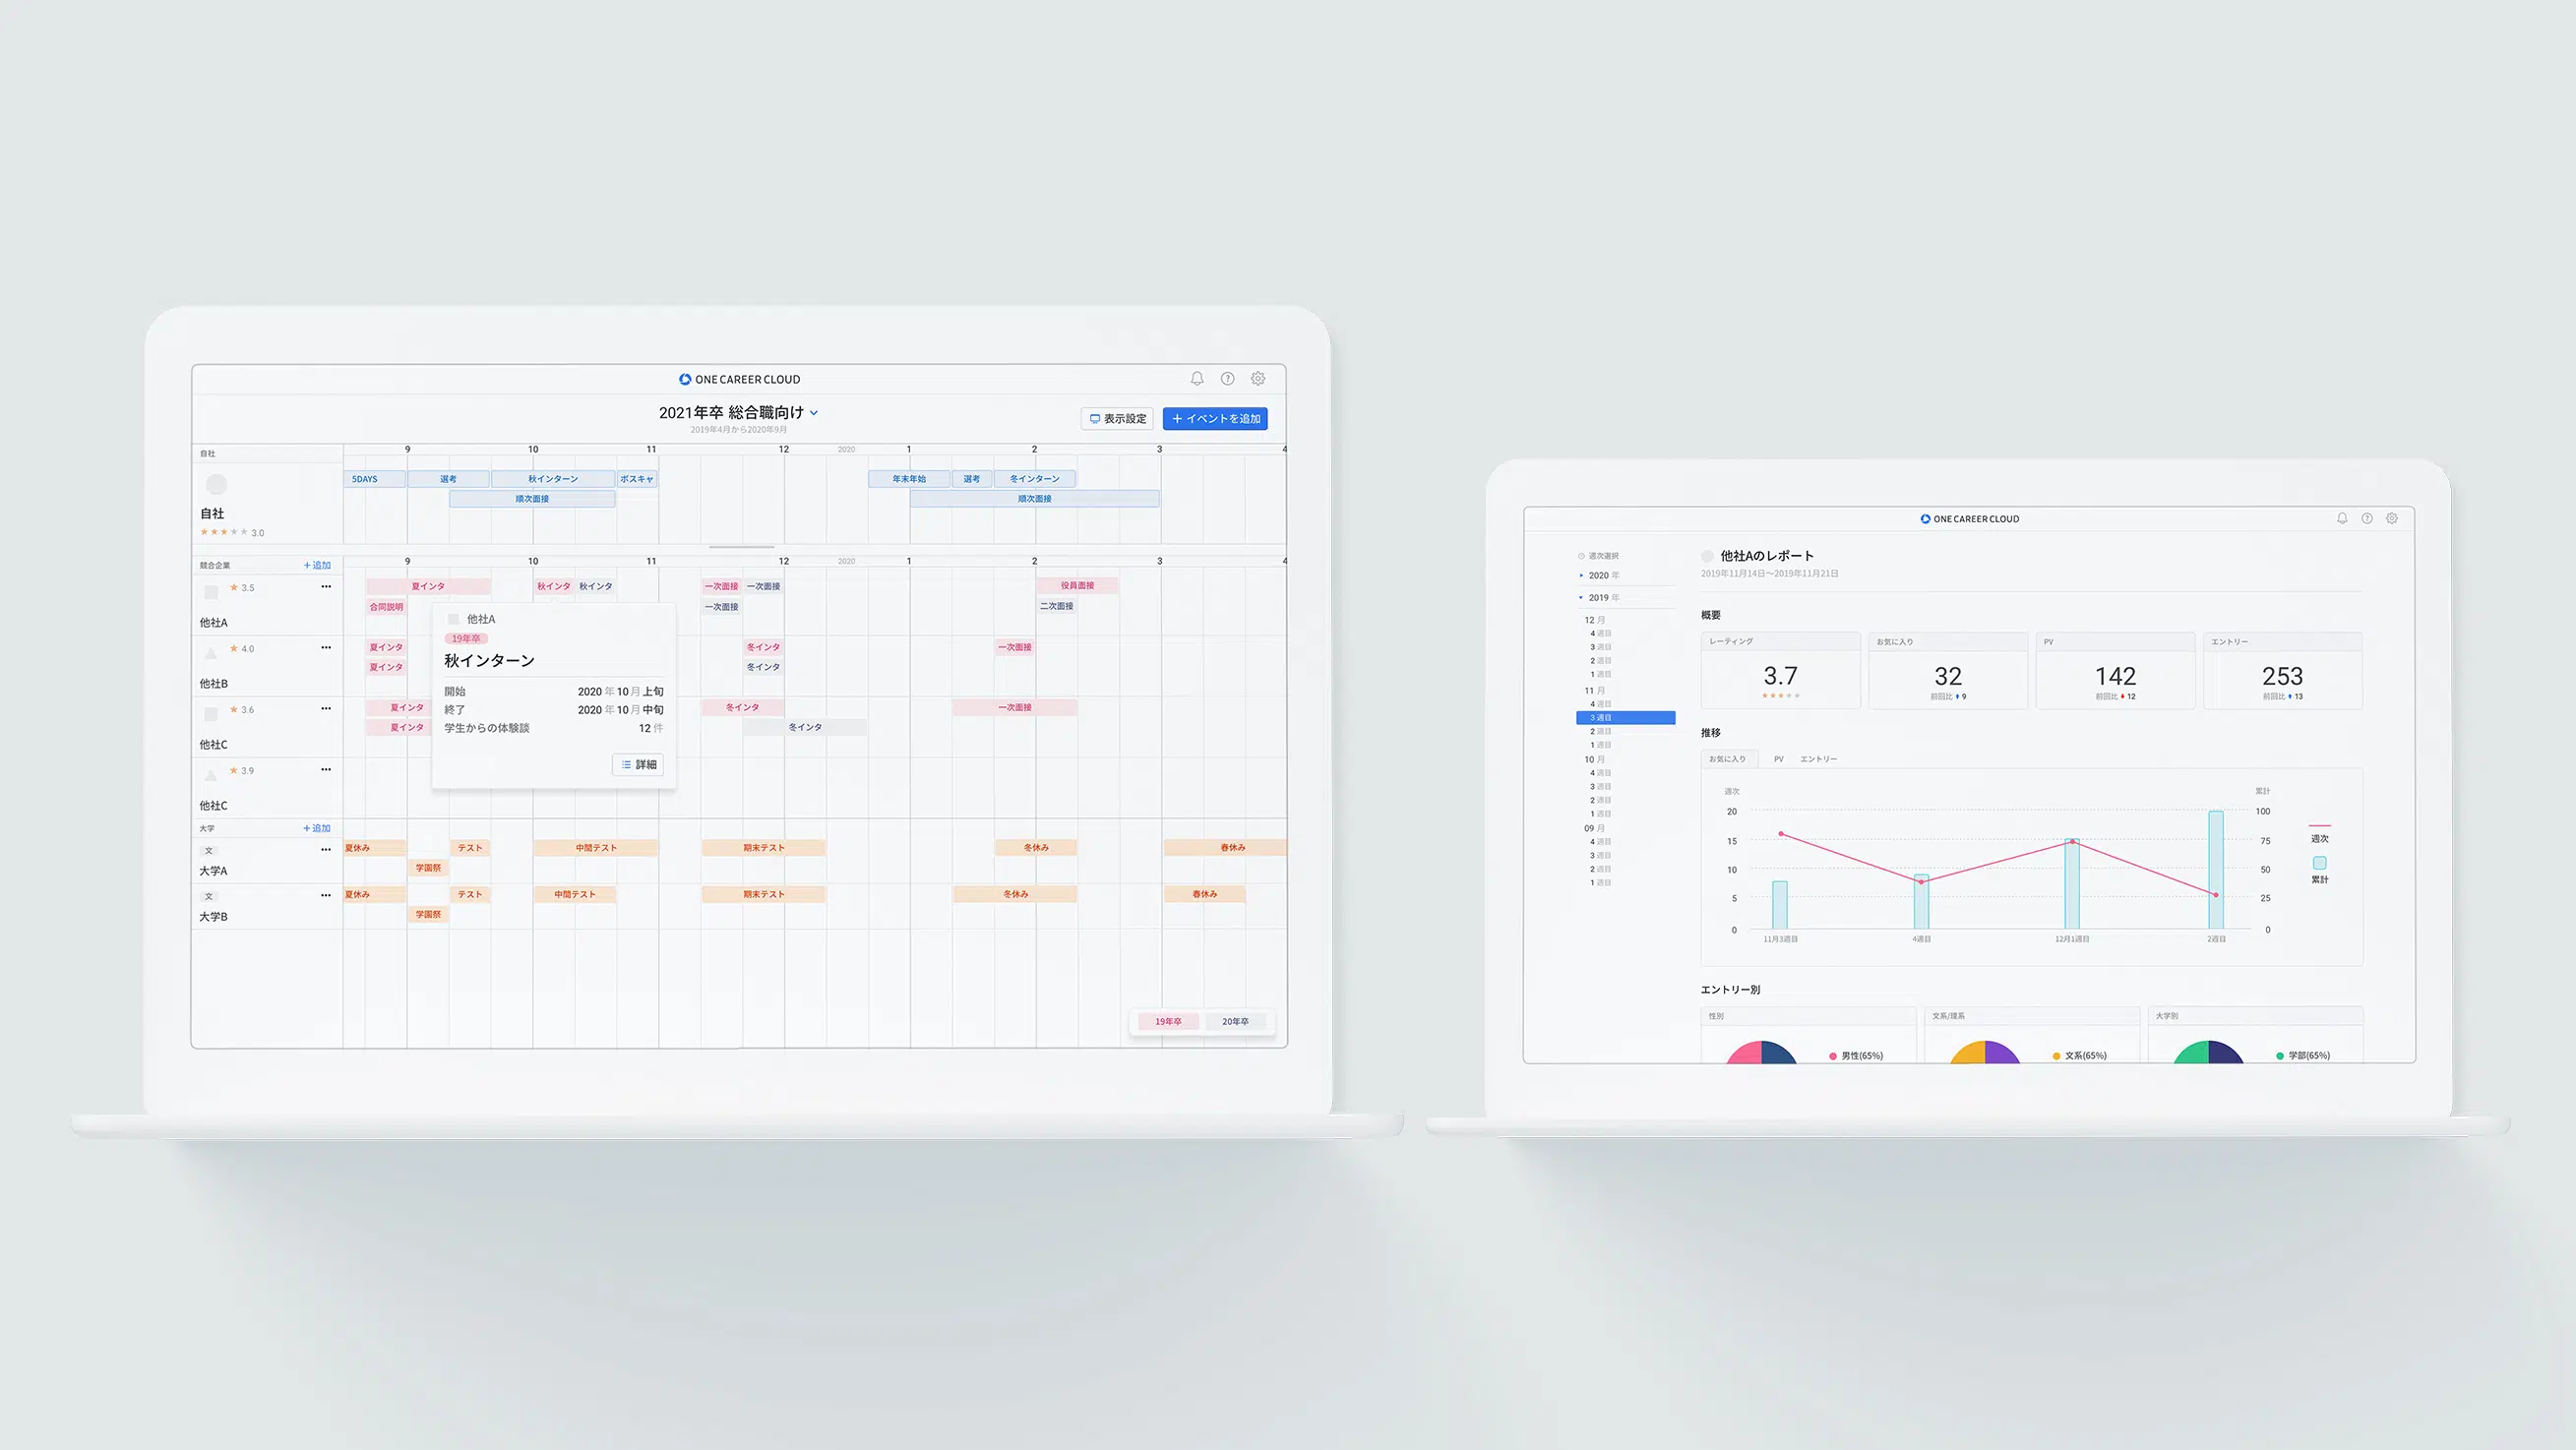 ONE CAREER CLOUD
2021年卒 総合職向け
2019年4月から2020年9月
表示設定
+ イベントを追加
自社
9 10 11 12 2020 1 2 3 4
5DAYS 選考 秋インターン ボスキャ 年末年始 選考 冬インターン
順次面接 順次面接
自社
3.0
競合企業 + 追加
9 10 11 12 2020 1 2 3 4
3.5 夏インタ 秋インタ 秋インタ 一次面接 一次面接 役員面接
合同説明 一次面接 二次面接
他社A
4.0 夏インタ 冬インタ 一次面接
夏インタ 冬インタ
他社B
3.6 夏インタ 冬インタ 一次面接
夏インタ 冬インタ
他社C
3.9
他社C
他社A
19年卒
秋インターン
開始 2020 年 10 月 上旬
終了 2020 年 10 月 中旬
学生からの体験談 12 件
詳細
大学 + 追加
文 夏休み テスト 中間テスト 期末テスト 冬休み 春休み
学園祭
大学A
文 夏休み テスト 中間テスト 期末テスト 冬休み 春休み
学園祭
大学B
19年卒 20年卒
ONE CAREER CLOUD
週次選択
2020 年
2019 年
12 月
4 週目
3 週目
2 週目
1 週目
11 月
4 週目
3 週目
2 週目
1 週目
10 月
4 週目
3 週目
2 週目
1 週目
09 月
4 週目
3 週目
2 週目
1 週目
他社Aのレポート
2019年11月14日〜2019年11月21日
概要
レーティング お気に入り PV エントリー
3.7 32 142 253
前回比 9 前回比 12 前回比 13
推移
お気に入り PV エントリー
週次 累計
20 100
15 75
10 50
5 25
0 0
11月3週目 4週目 12月1週目 2週目
週次
累計
エントリー別
性別 文系/理系 大学別
男性(65%) 文系(65%) 学部(65%)